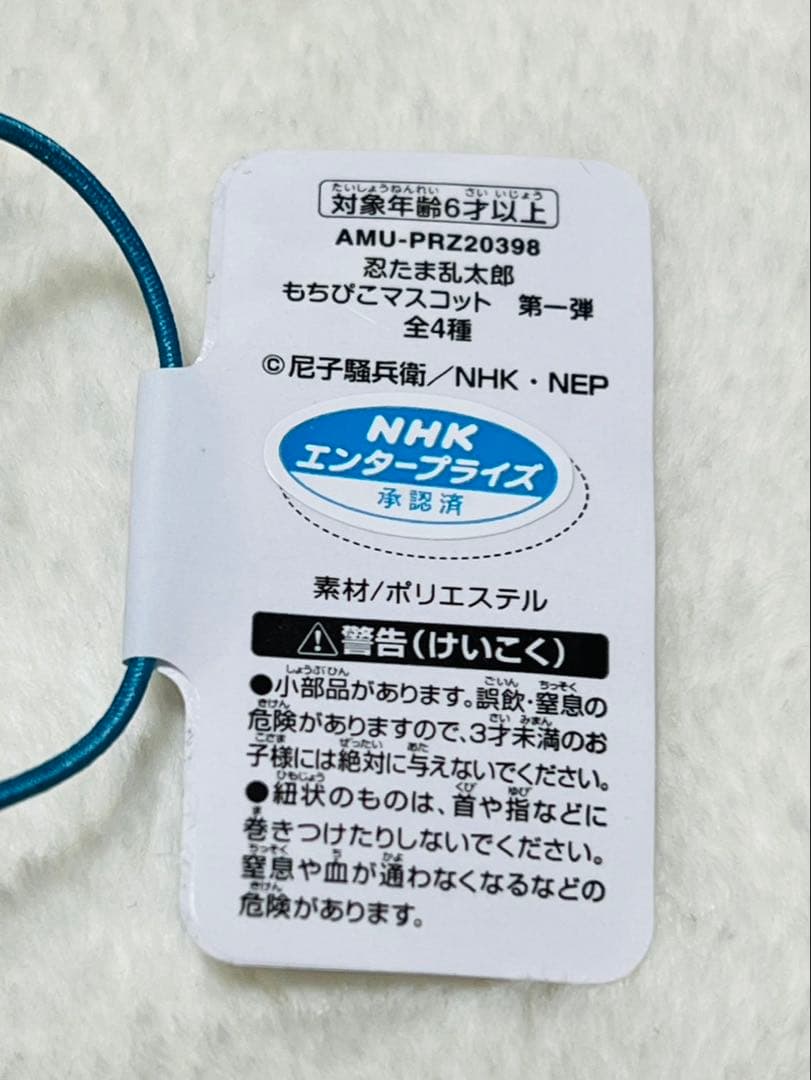 たいしょうねんれい さい いじょう
対象年齢6才以上
AMU-PRZ20398
忍たま乱太郎
もちぴこマスコット 第一弾
全4種
©尼子騒兵衛／NHK・NEP
NHK
エンタープライズ
承認済
素材/ポリエステル
⚠警告(けいこく)
しょうぶひん ごいん ちっそく
●小部品があります。誤飲・窒息の
きけん さい みまん
危険がありますので、3才未満のお
こさま ぜったい あた
子様には絶対に与えないでください。
ひもじょう くび ゆび
●紐状のものは、首や指などに
ま
巻きつけたりしないでください。
ちっそく ち かよ
窒息や血が通わなくなるなどの
きけん
危険があります。